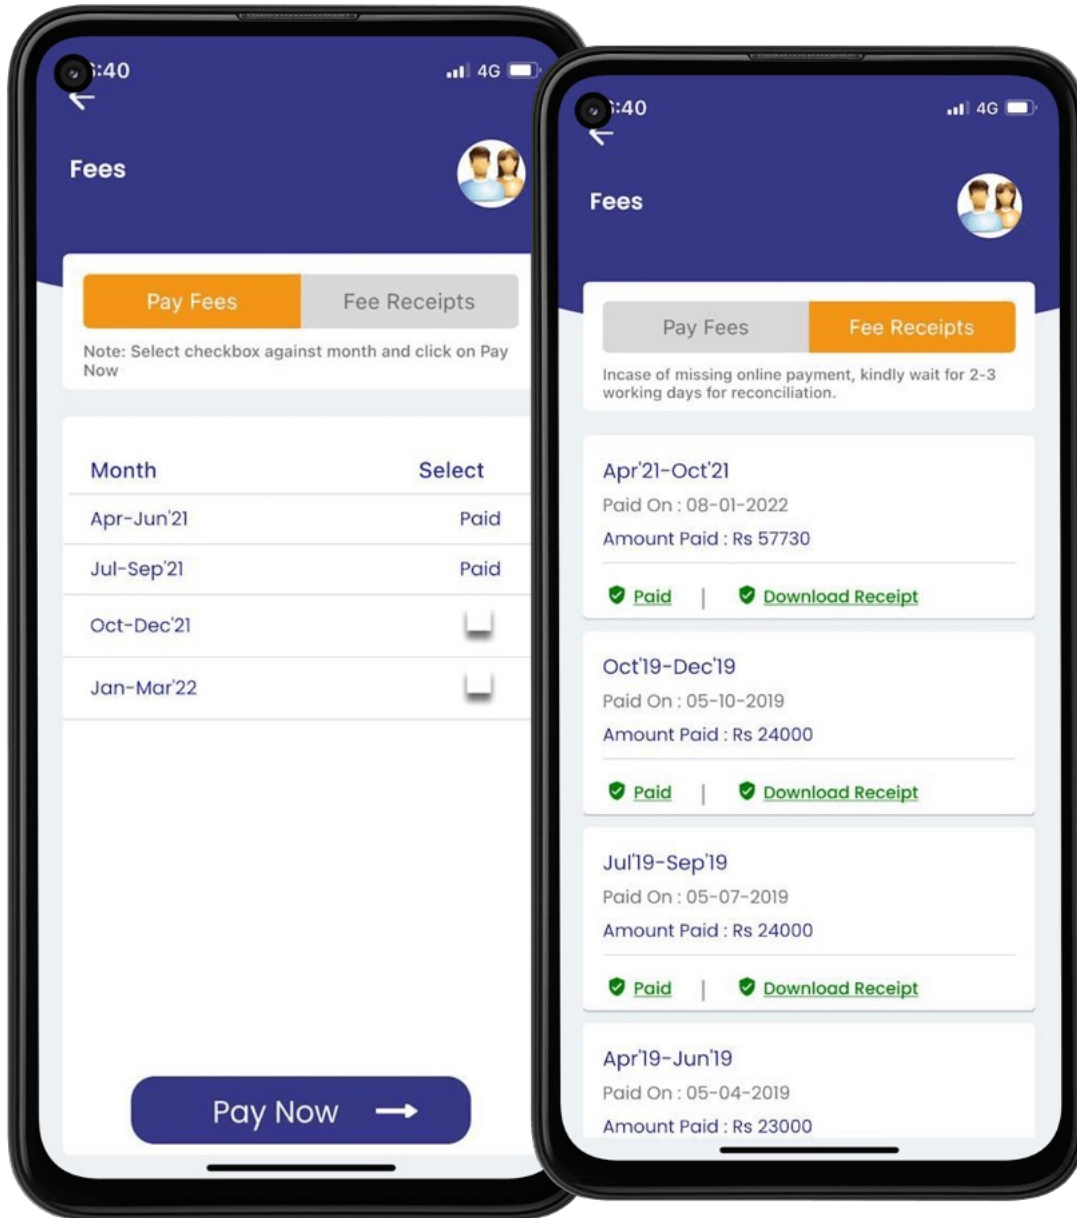 :40
4G
Fees
Pay Fees
Fee Receipts
Note: Select checkbox against month and click on Pay
Now
Month Select
Apr-Jun'21 Paid
Jul-Sep'21 Paid
Oct-Dec'21
Jan-Mar'22
Pay Now
:40
4G
Fees
Pay Fees
Fee Receipts
Incase of missing online payment, kindly wait for 2-3
working days for reconciliation.
Apr'21-Oct'21
Paid On : 08-01-2022
Amount Paid : Rs 57730
Paid | Download Receipt
Oct'19-Dec'19
Paid On : 05-10-2019
Amount Paid : Rs 24000
Paid | Download Receipt
Jul'19-Sep'19
Paid On : 05-07-2019
Amount Paid : Rs 24000
Paid | Download Receipt
Apr'19-Jun'19
Paid On : 05-04-2019
Amount Paid : Rs 23000